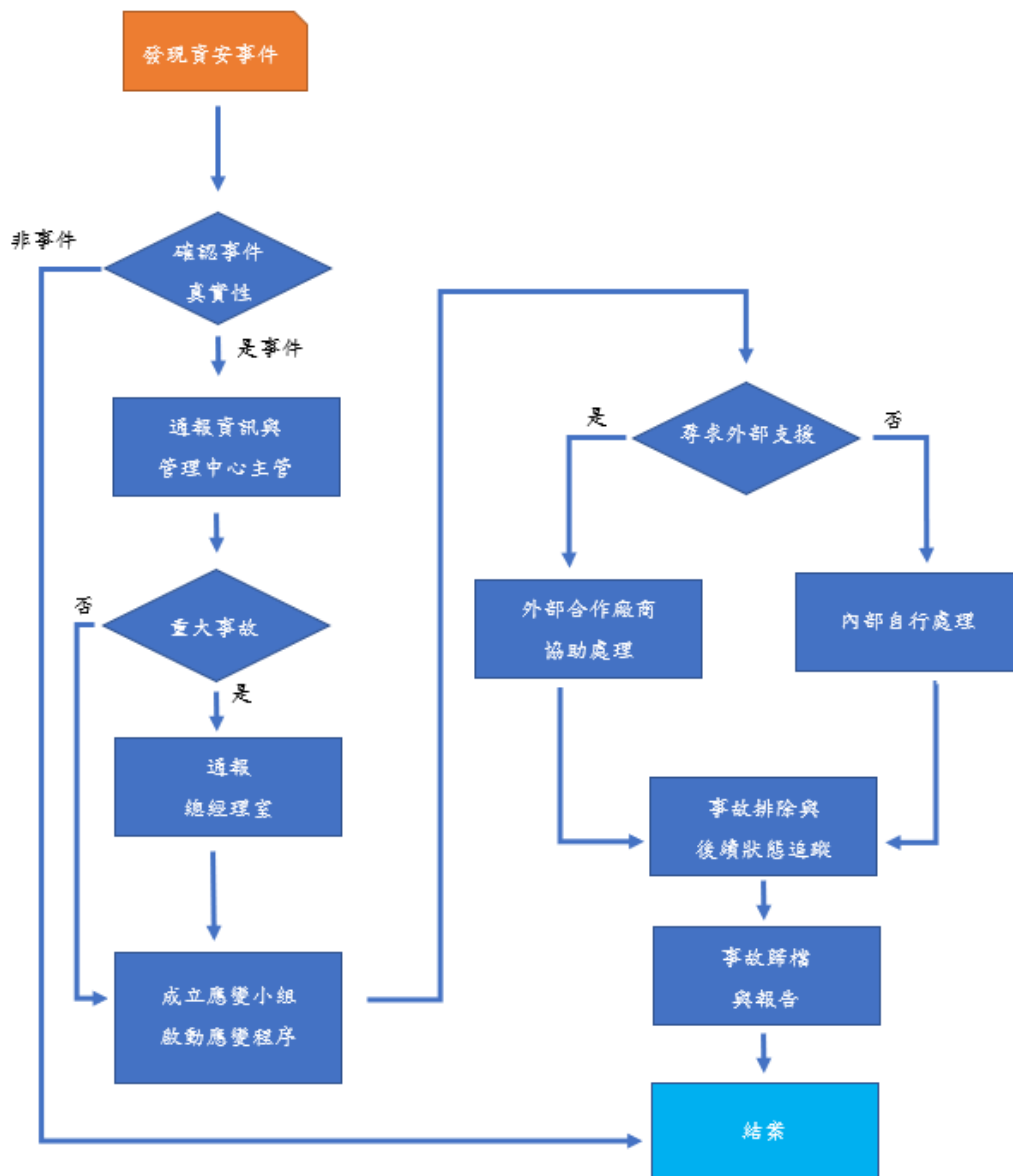 發現資安事件
非事件
確認事件
真實性
是事件
通報資訊與
管理中心主管
否
重大事故
是
通報
總經理室
成立應變小組
啟動應變程序
是
尋求外部支援
否
外部合作廠商
協助處理
內部自行處理
事故排除與
後續狀態追蹤
事故歸檔
與報告
結案